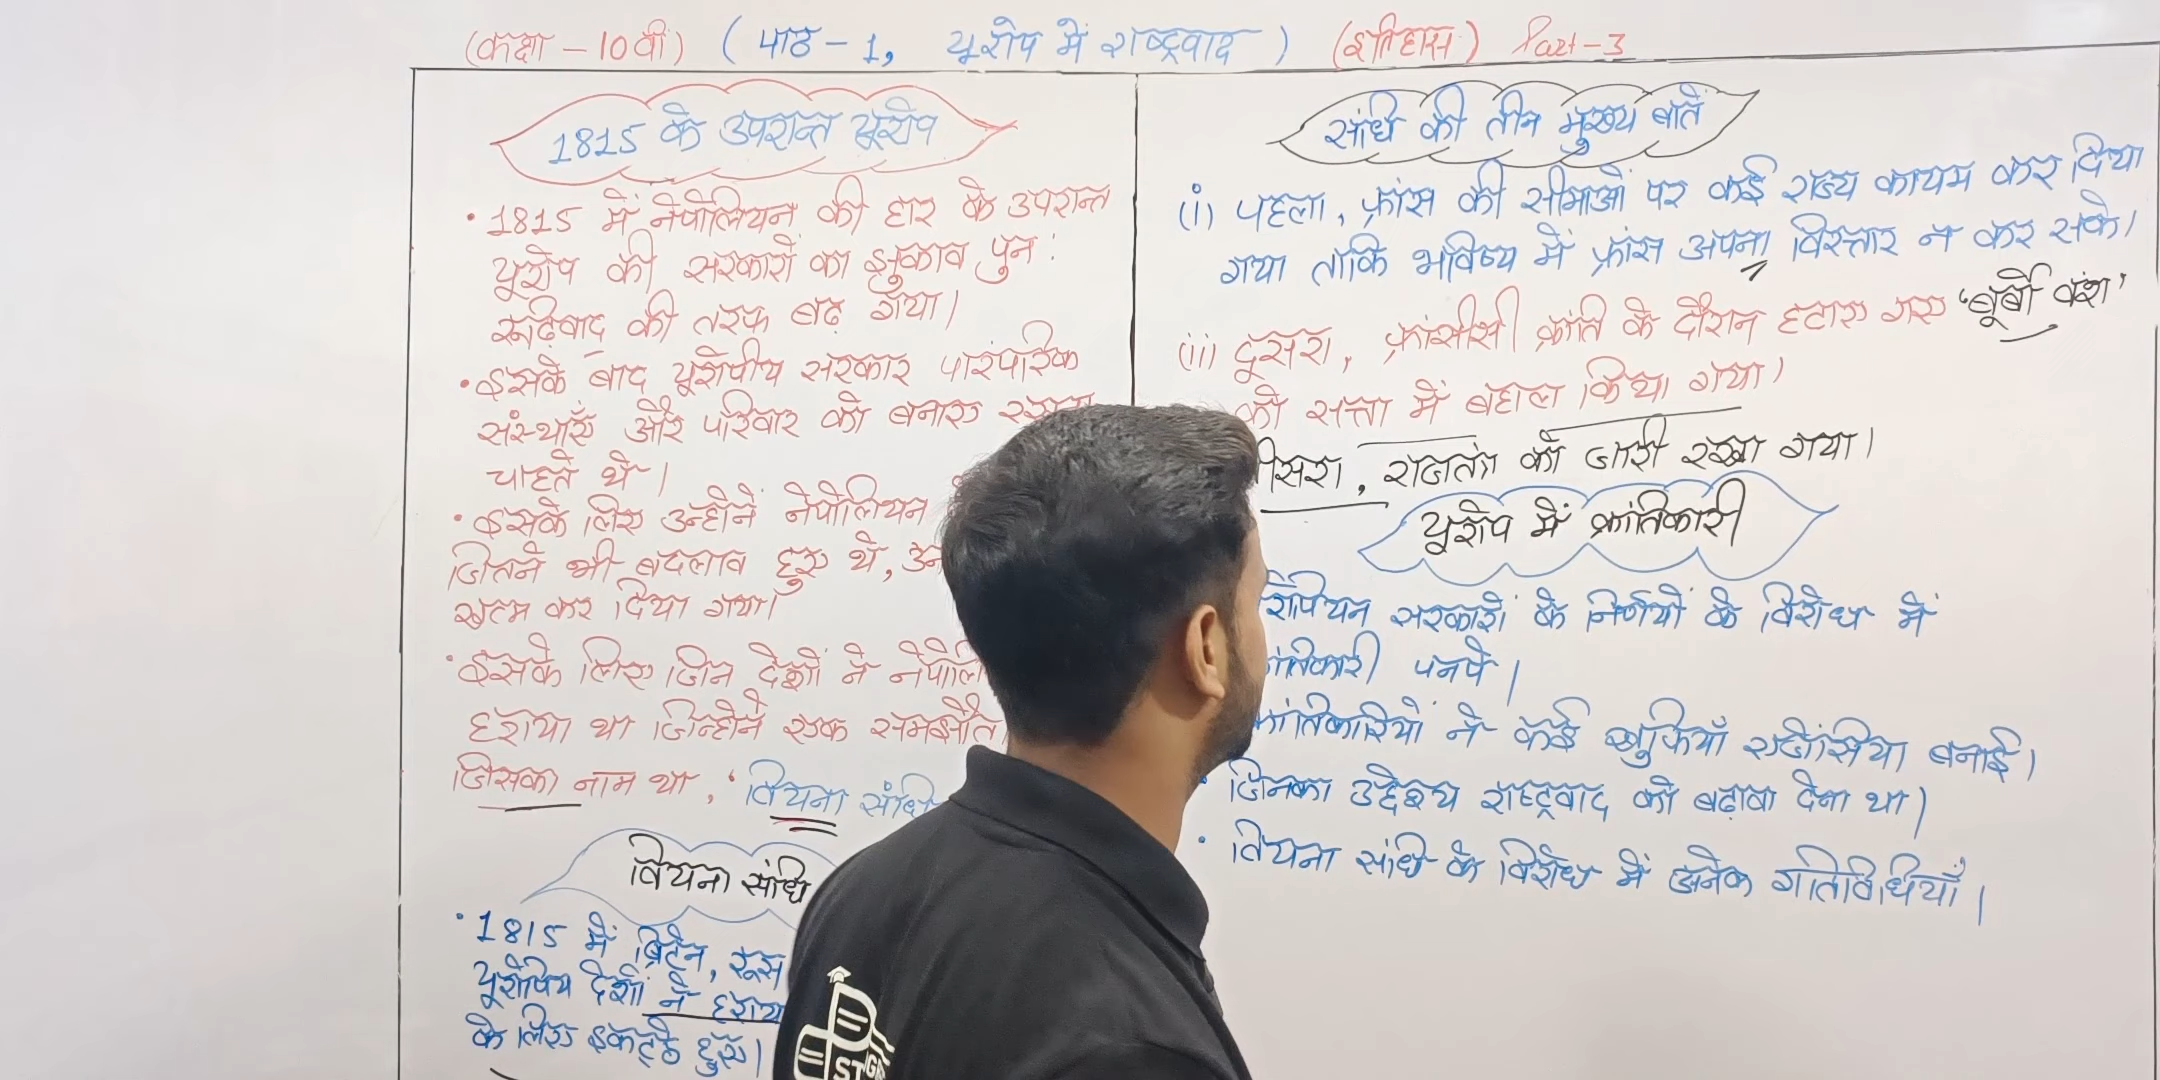 (कक्षा – 10वी) ( पाठ – 1, यूरोप में राष्ट्रवाद ) (इतिहास) Part-3
1815 के उपरान्त यूरोप
• 1815 में नेपोलियन की हार के उपरान्त
यूरोप की सरकारों का झुकाव पुन:
रूढ़िवाद की तरफ बढ़ गया।
• इसके बाद यूरोपीय सरकार पारंपरिक
संस्थाएँ और परिवार को बनाए रखना
चाहते थे।
• इसके लिए उन्होनें नेपोलियन
जितने भी बदलाव हुए थे, उन
खत्म कर दिया गया।
• इसके लिए जिन देशों ने नेपोलि
हराया था जिन्होने एक समझौत
जिसका नाम था, 'वियना संधि
वियना संधि
• 1815 में ब्रिटेन, रूस
यूरोपिय देशों ने हराय
के लिए इकट्ठे हुए।
संधि की तीन मुख्य बातें
(i) पहला, फ्रांस की सीमाओं पर कई राज्य कायम कर दिया
गया ताकि भविष्य में फ्रांस अपना विस्तार न कर सके।
(ii) दूसरा, फ्रांसीसी क्रांति के दौरान हटाए गए 'बूर्बो वंश'
को सत्ता में बहाल किया गया।
ीसरा, राजतंत्र को जारी रखा गया।
यूरोप में क्रांतिकारी
रोपियन सरकारों के निर्णयों के विरोध में
ांतिकारी पनपे।
क्रांतिकारियों ने कई खुफियाँ एजेंसिया बनाई।
• जिनका उद्देश्य राष्ट्रवाद को बढ़ावा देना था।
• वियना संधि के विरोध में अनेक गतिविधियाँ।